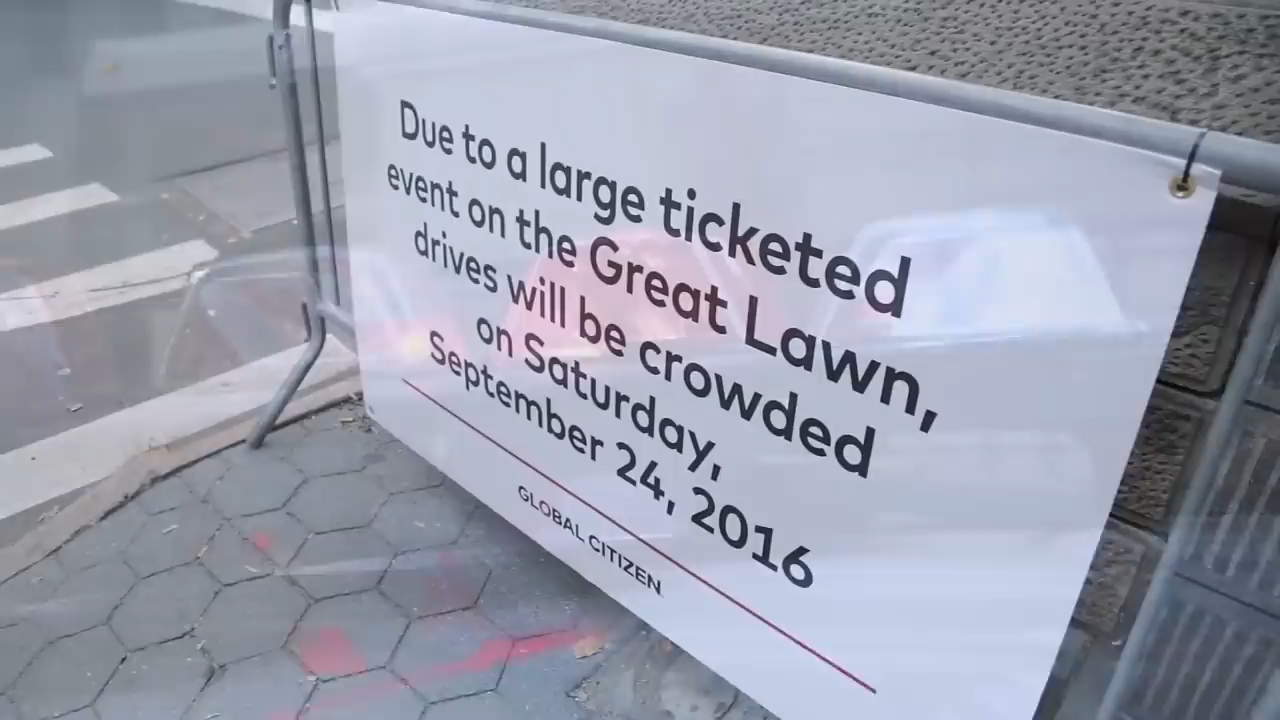 Due to a large ticketed
event on the Great Lawn,
drives will be crowded
on Saturday,
September 24, 2016
GLOBAL CITIZEN